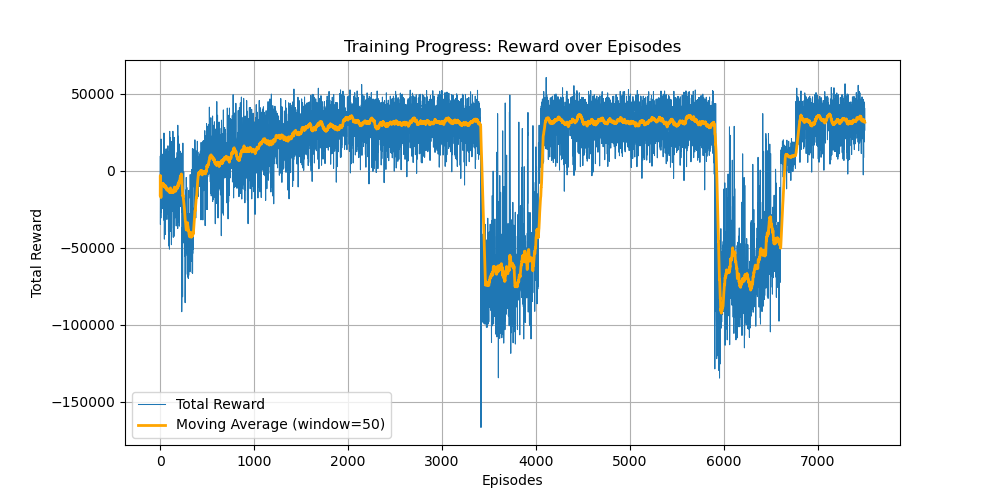 Training Progress: Reward over Episodes
Total Reward
50000
0
−50000
−100000
−150000
Total Reward
Moving Average (window=50)
0
1000
2000
3000
4000
5000
6000
7000
Episodes